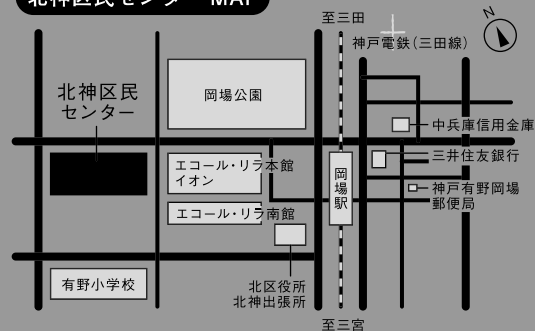 北神区民センター MAP
至三田
N
神戸電鉄（三田線）
北神区民
センター
岡場公園
中兵庫信用金庫
エコール・リラ本館
イオン
三井住友銀行
岡場駅
神戸有野岡場
郵便局
エコール・リラ南館
有野小学校
北区役所
北神出張所
至三宮